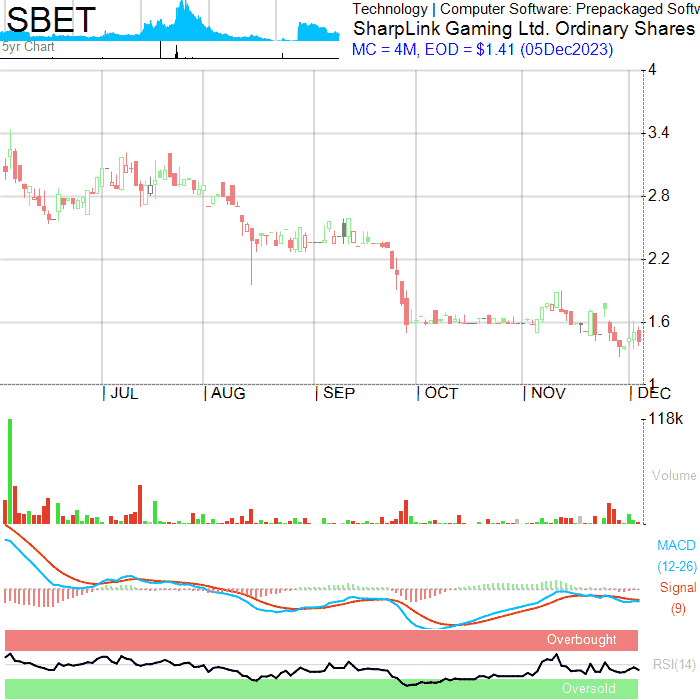 SBET
5yr Chart
Technology | Computer Software: Prepackaged Softw
SharpLink Gaming Ltd. Ordinary Shares
MC = 4M, EOD = $1.41 (05Dec2023)
4
3.4
2.8
2.2
1.6
1
JUL
AUG
SEP
OCT
NOV
DEC
118k
Volume
MACD
(12-26)
Signal
(9)
Overbought
RSI(14)
Oversold